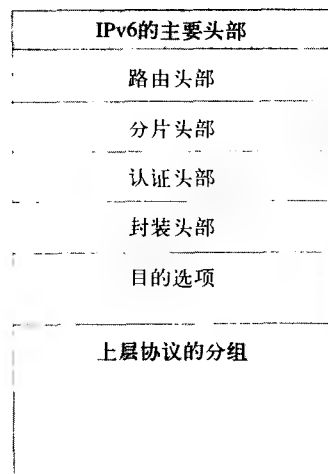 IPv6的主要头部
路由头部
分片头部
认证头部
封装头部
目的选项
上层协议的分组